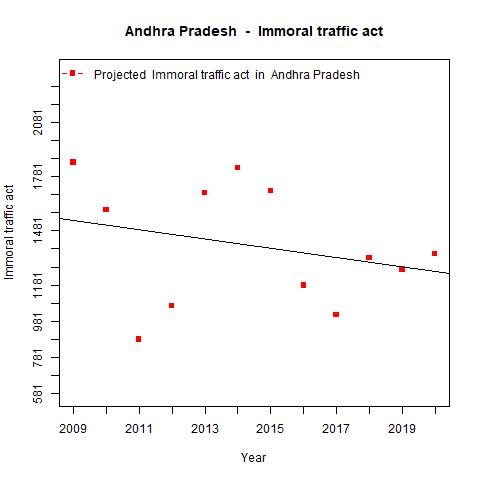 Andhra Pradesh - Immoral traffic act
Projected Immoral traffic act in Andhra Pradesh
Immoral traffic act
2081
1781
1481
1181
981
781
581
2009 2011 2013 2015 2017 2019
Year